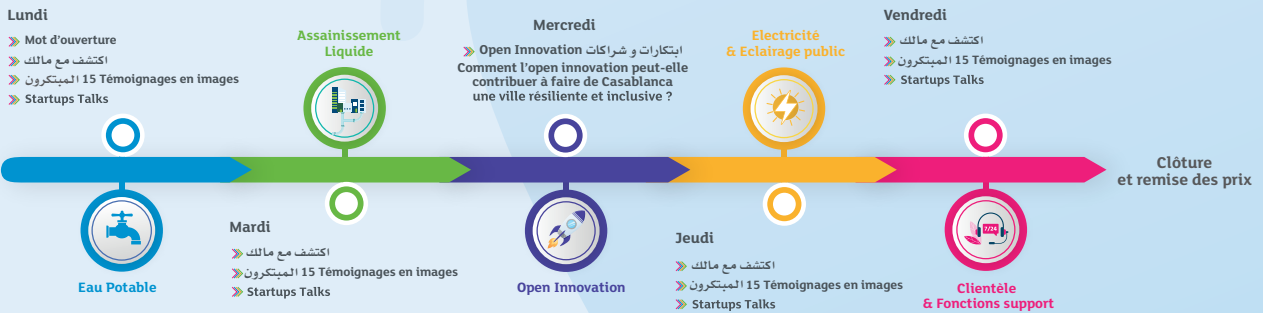 Lundi
Mot d'ouverture
اكتشف مع مالك
15 Témoignages en images المبتكرون
Startups Talks
Eau Potable
Assainissement
Liquide
Mardi
اكتشف مع مالك
15 Témoignages en images المبتكرون
Startups Talks
Mercredi
Open Innovation ابتكارات و شراكات
Comment l'open innovation peut-elle
contribuer à faire de Casablanca
une ville résiliente et inclusive ?
Open Innovation
Electricité
& Eclairage public
Jeudi
اكتشف مع مالك
15 Témoignages en images المبتكرون
Startups Talks
Vendredi
اكتشف مع مالك
15 Témoignages en images المبتكرون
Startups Talks
7/24
Clientèle
& Fonctions support
Clôture
et remise des prix